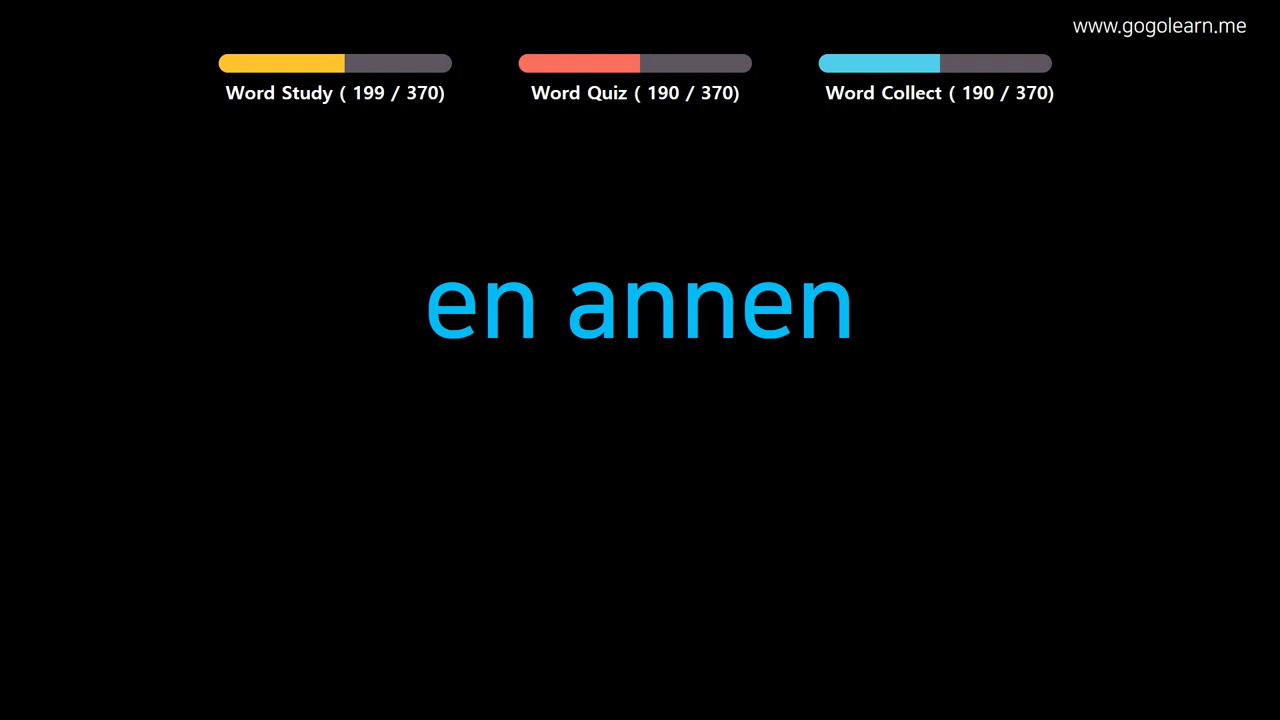 www.gogolearn.me
Word Study ( 199 / 370)
Word Quiz ( 190 / 370)
Word Collect ( 190 / 370)
en annen